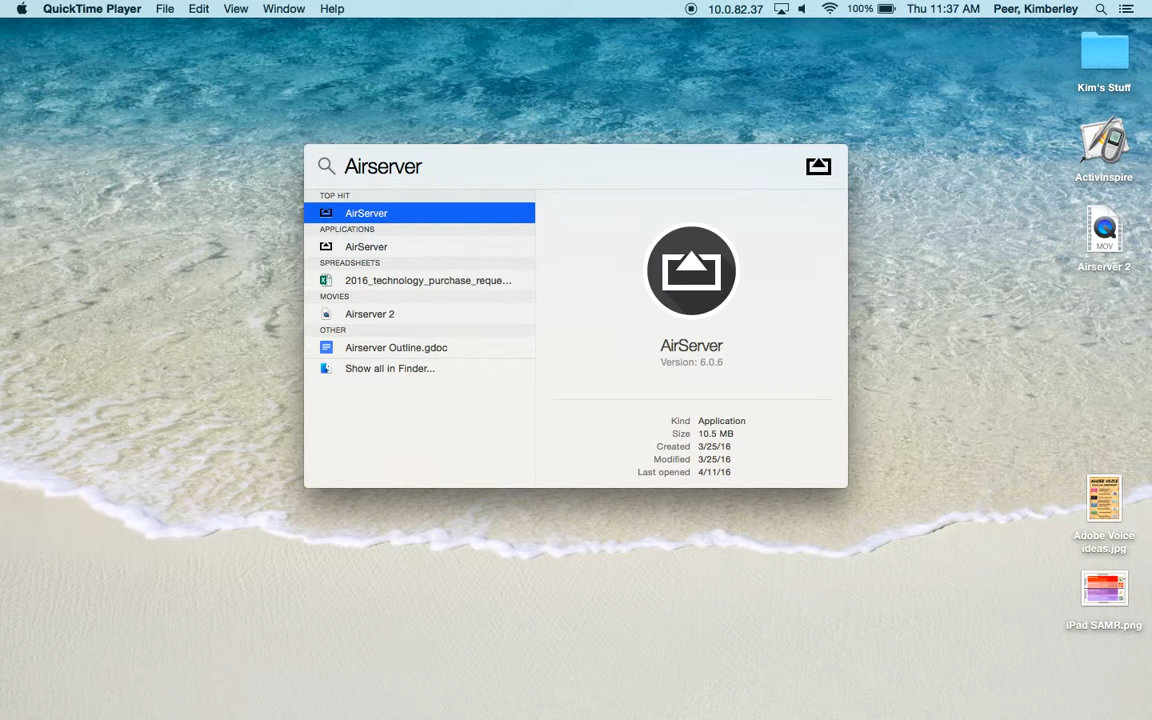 QuickTime Player File Edit View Window Help 10.0.82.37 100% Thu 11:37 AM Peer, Kimberley
Kim's Stuff
ActivInspire
MOV
Airserver 2
Airserver
TOP HIT
AirServer
APPLICATIONS
AirServer
SPREADSHEETS
2016_technology_purchase_reque...
MOVIES
Airserver 2
OTHER
Airserver Outline.gdoc
Show all in Finder...
AirServer
Version: 6.0.6
Kind Application
Size 10.5 MB
Created 3/25/16
Modified 3/25/16
Last opened 4/11/16
Adobe Voice
ideas.jpg
iPad SAMR.png